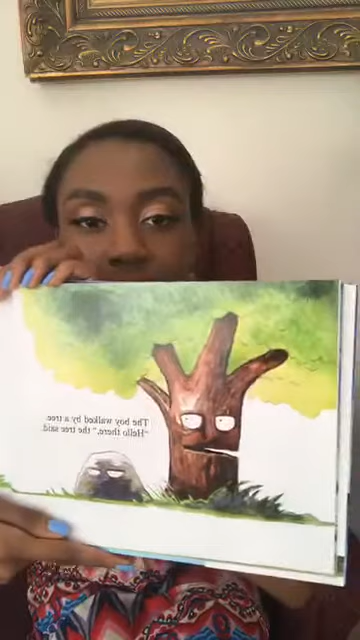 The boy walked by a tree.
"Hello there," the tree said.